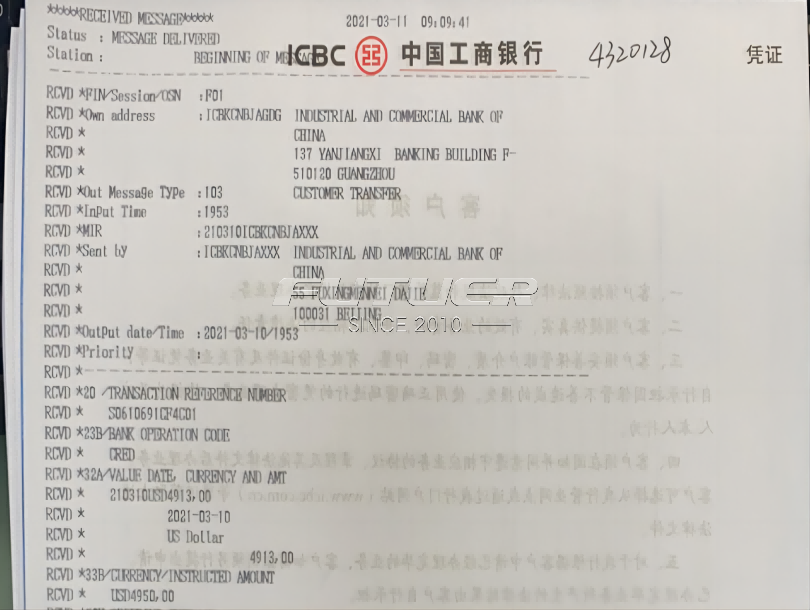 *****RECEIVED MESSAGE*****
2021-03-11 09:09:41
Status : MESSAGE DELIVERED
Station : BEGINNING OF
ICBC 中国工商银行
4320128
凭证
RCVD *FIN/Session/OSN :F01
RCVD *Own address :ICBKCNBJAGDG INDUSTRIAL AND COMMERCIAL BANK OF
RCVD * CHINA
RCVD * 137 YANJIANGXI BANKING BUILDING F-
RCVD * 510120 GUANGZHOU
RCVD *Out Message Type :103 CUSTOMER TRANSFER
RCVD *Input Time :1953
RCVD *MIR :210310ICBKCNBJAXXX
RCVD *Sent by :ICBKCNBJAXXX INDUSTRIAL AND COMMERCIAL BANK OF
RCVD * CHINA
RCVD * 55 FUXINGMENNEI DAJIE
FUTUER
RCVD * 100031 BEIJING
SINCE 2010
RCVD *Output date/Time :2021-03-10/1953
RCVD *Priority :
RCVD *
RCVD *20 /TRANSACTION REFERENCE NUMBER
RCVD * S0610691CF4C01
RCVD *23B/BANK OPERATION CODE
RCVD * CRED
RCVD *32A/VALUE DATE, CURRENCY AND AMT
RCVD * 210310USD4913,00
RCVD * 2021-03-10
RCVD * US Dollar
RCVD * 4913,00
RCVD *33B/CURRENCY/INSTRUCTED AMOUNT
RCVD * USD4950,00